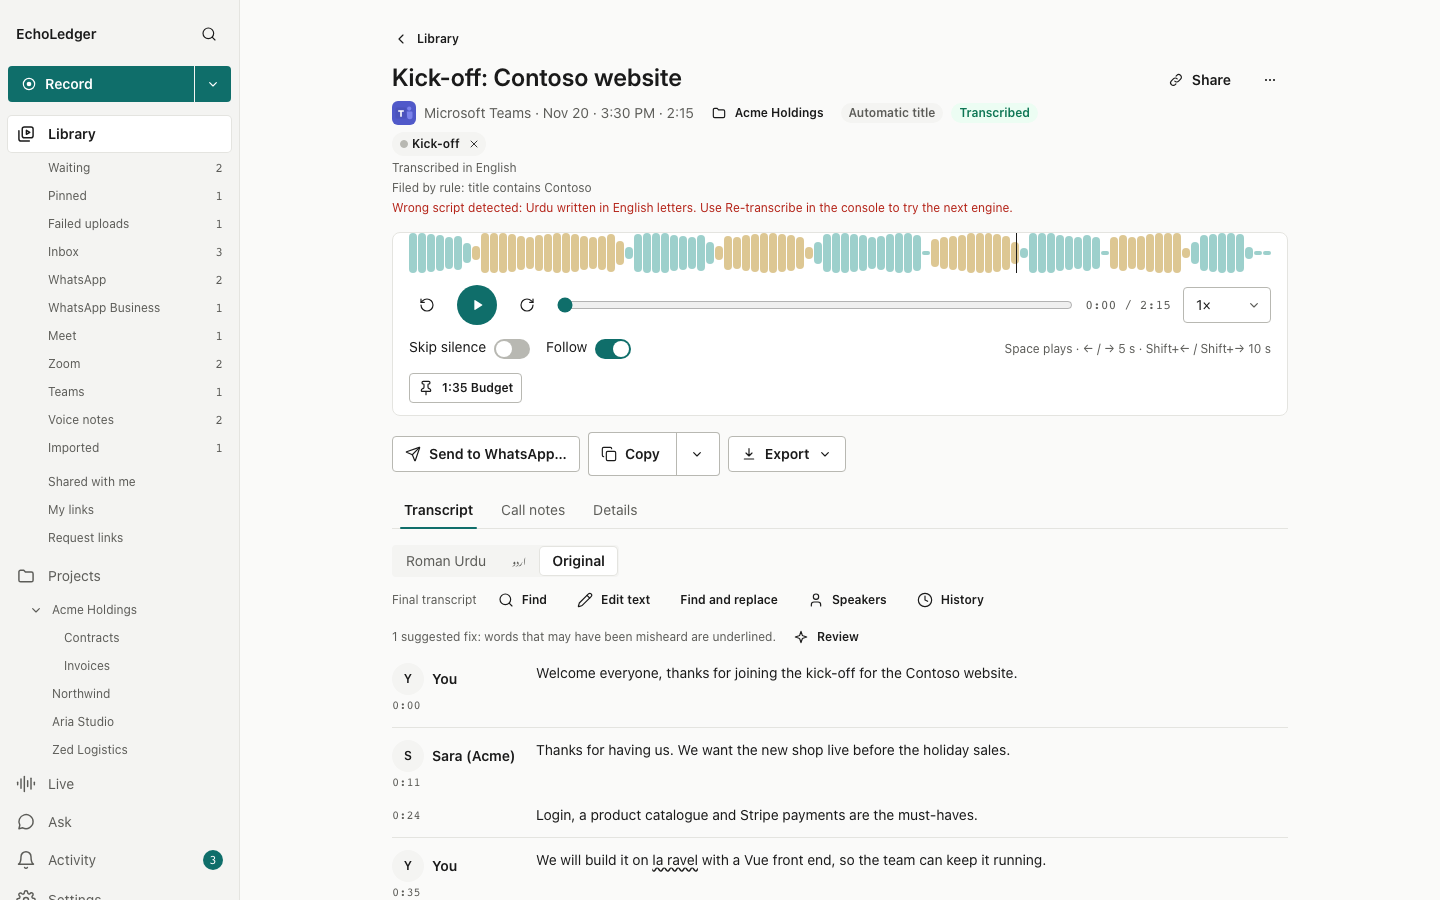 EchoLedger
Record
Library
Waiting 2
Pinned 1
Failed uploads 1
Inbox 3
WhatsApp 2
WhatsApp Business 1
Meet 1
Zoom 2
Teams 1
Voice notes 2
Imported 1
Shared with me
My links
Request links
Projects
Acme Holdings
Contracts
Invoices
Northwind
Aria Studio
Zed Logistics
Live
Ask
Activity 3
Settings
Library
Kick-off: Contoso website
Share
T Microsoft Teams · Nov 20 · 3:30 PM · 2:15 Acme Holdings Automatic title Transcribed
Kick-off
Transcribed in English
Filed by rule: title contains Contoso
Wrong script detected: Urdu written in English letters. Use Re-transcribe in the console to try the next engine.
0:00 / 2:15 1x
Skip silence Follow Space plays · ← / → 5 s · Shift+← / Shift+→ 10 s
1:35 Budget
Send to WhatsApp... Copy Export
Transcript Call notes Details
Roman Urdu اردو Original
Final transcript Find Edit text Find and replace Speakers History
1 suggested fix: words that may have been misheard are underlined. Review
Y You Welcome everyone, thanks for joining the kick-off for the Contoso website.
0:00
S Sara (Acme) Thanks for having us. We want the new shop live before the holiday sales.
0:11
0:24 Login, a product catalogue and Stripe payments are the must-haves.
Y You We will build it on la ravel with a Vue front end, so the team can keep it running.
0:35